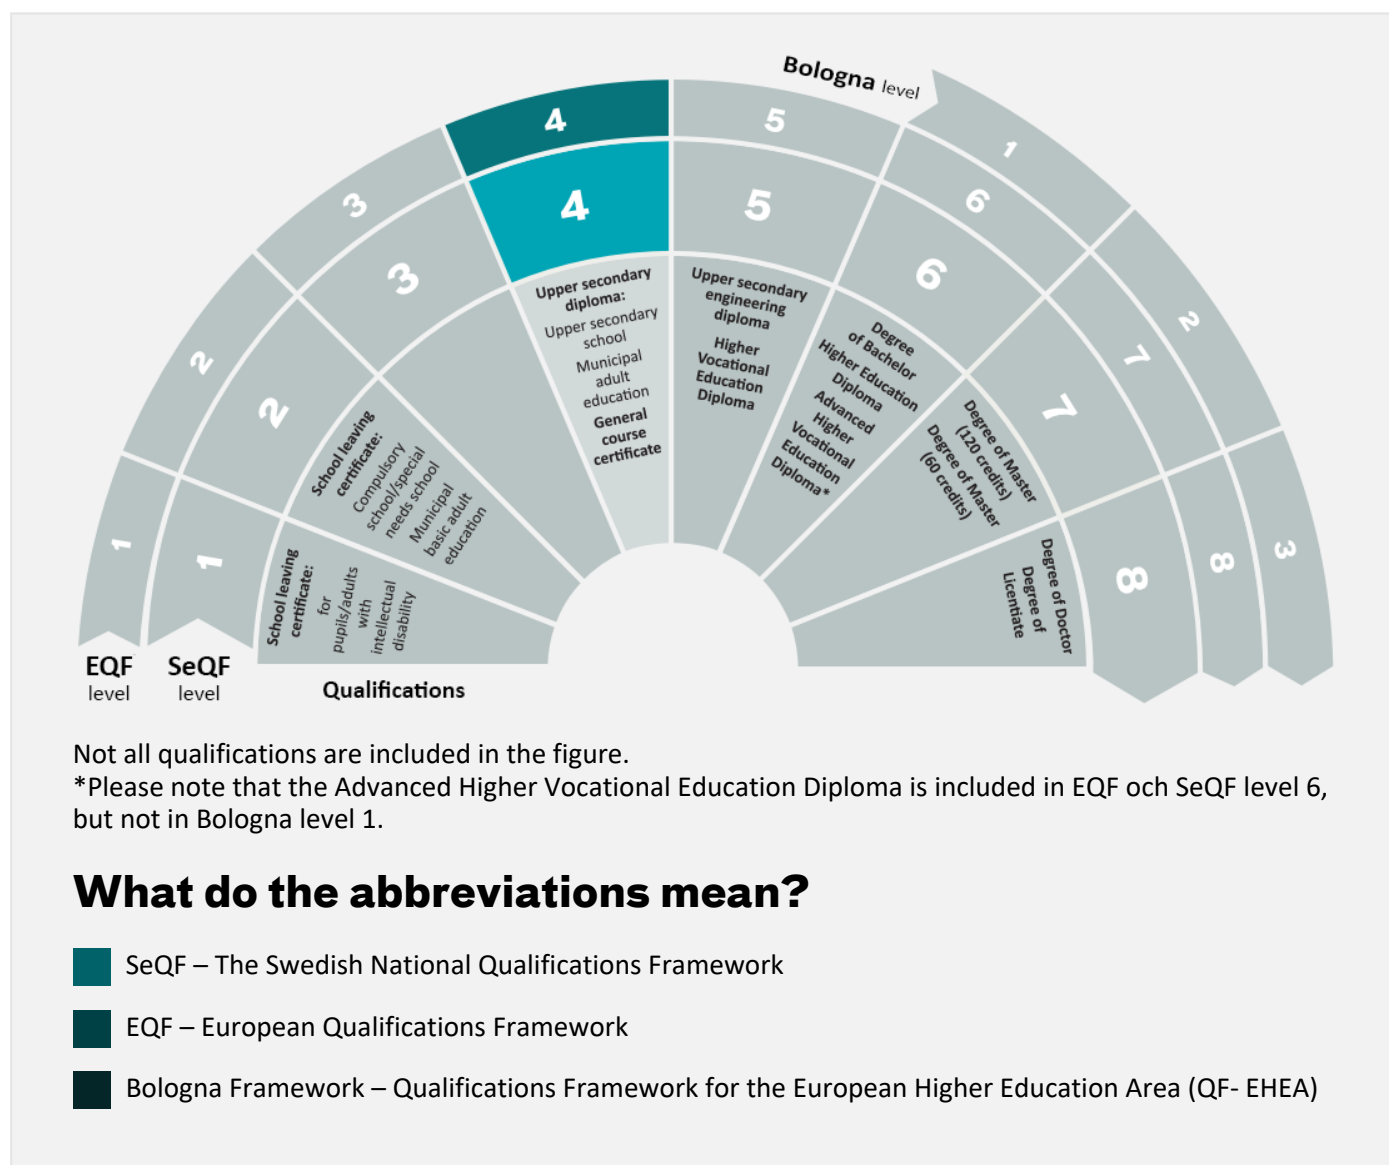 Bologna level
1
2
3
4
5
1
2
3
1
2
3
4
5
6
7
8
6
7
8
School leaving
certificate:
for
pupils/adults
with
intellectual
disability
School leaving
certificate:
Compulsory
school/special
needs school
Municipal
basic adult
education
Upper secondary
diploma:
Upper secondary
school
Municipal
adult
education
General
course
certificate
Upper secondary
engineering
diploma
Higher
Vocational
Education
Diploma
Degree
of Bachelor
Higher Education
Diploma
Advanced
Higher
Vocational
Education
Diploma*
Degree of Master
(120 credits)
Degree of Master
(60 credits)
Degree of Doctor
Degree of
Licentiate
EQF
level
SeQF
level
Qualifications
Not all qualifications are included in the figure.
*Please note that the Advanced Higher Vocational Education Diploma is included in EQF och SeQF level 6,
but not in Bologna level 1.
What do the abbreviations mean?
SeQF – The Swedish National Qualifications Framework
EQF – European Qualifications Framework
Bologna Framework – Qualifications Framework for the European Higher Education Area (QF- EHEA)